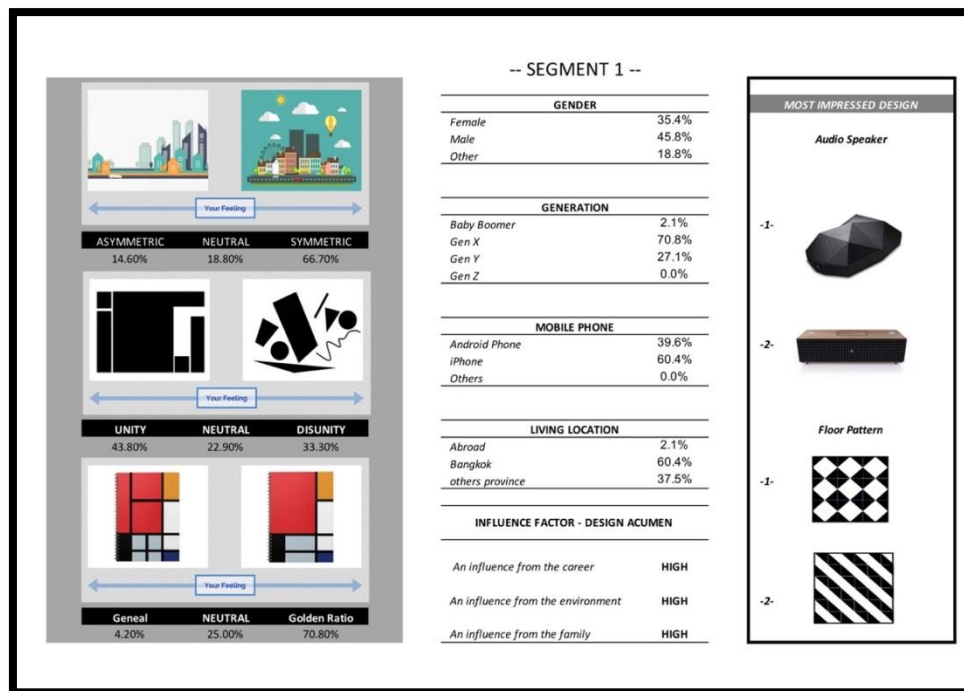 -- SEGMENT 1 --
Your Feeling
ASYMMETRIC NEUTRAL SYMMETRIC
14.60% 18.80% 66.70%
Your Feeling
UNITY NEUTRAL DISUNITY
43.80% 22.90% 33.30%
Your Feeling
Geneal NEUTRAL Golden Ratio
4.20% 25.00% 70.80%
GENDER
Female 35.4%
Male 45.8%
Other 18.8%
GENERATION
Baby Boomer 2.1%
Gen X 70.8%
Gen Y 27.1%
Gen Z 0.0%
MOBILE PHONE
Android Phone 39.6%
iPhone 60.4%
Others 0.0%
LIVING LOCATION
Abroad 2.1%
Bangkok 60.4%
others province 37.5%
INFLUENCE FACTOR - DESIGN ACUMEN
An influence from the career HIGH
An influence from the environment HIGH
An influence from the family HIGH
MOST IMPRESSED DESIGN
Audio Speaker
-1-
-2-
Floor Pattern
-1-
-2-